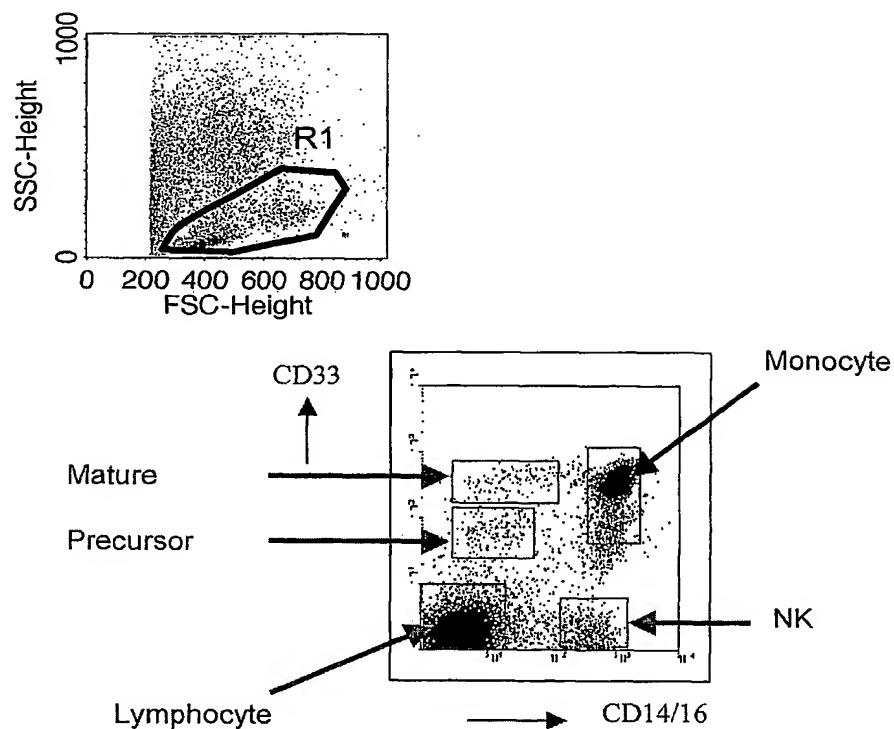 1000
SSC-Height
R1
0
0 200 400 600 800 1000
FSC-Height
Monocyte
CD33
Mature
Precursor
NK
Lymphocyte
CD14/16